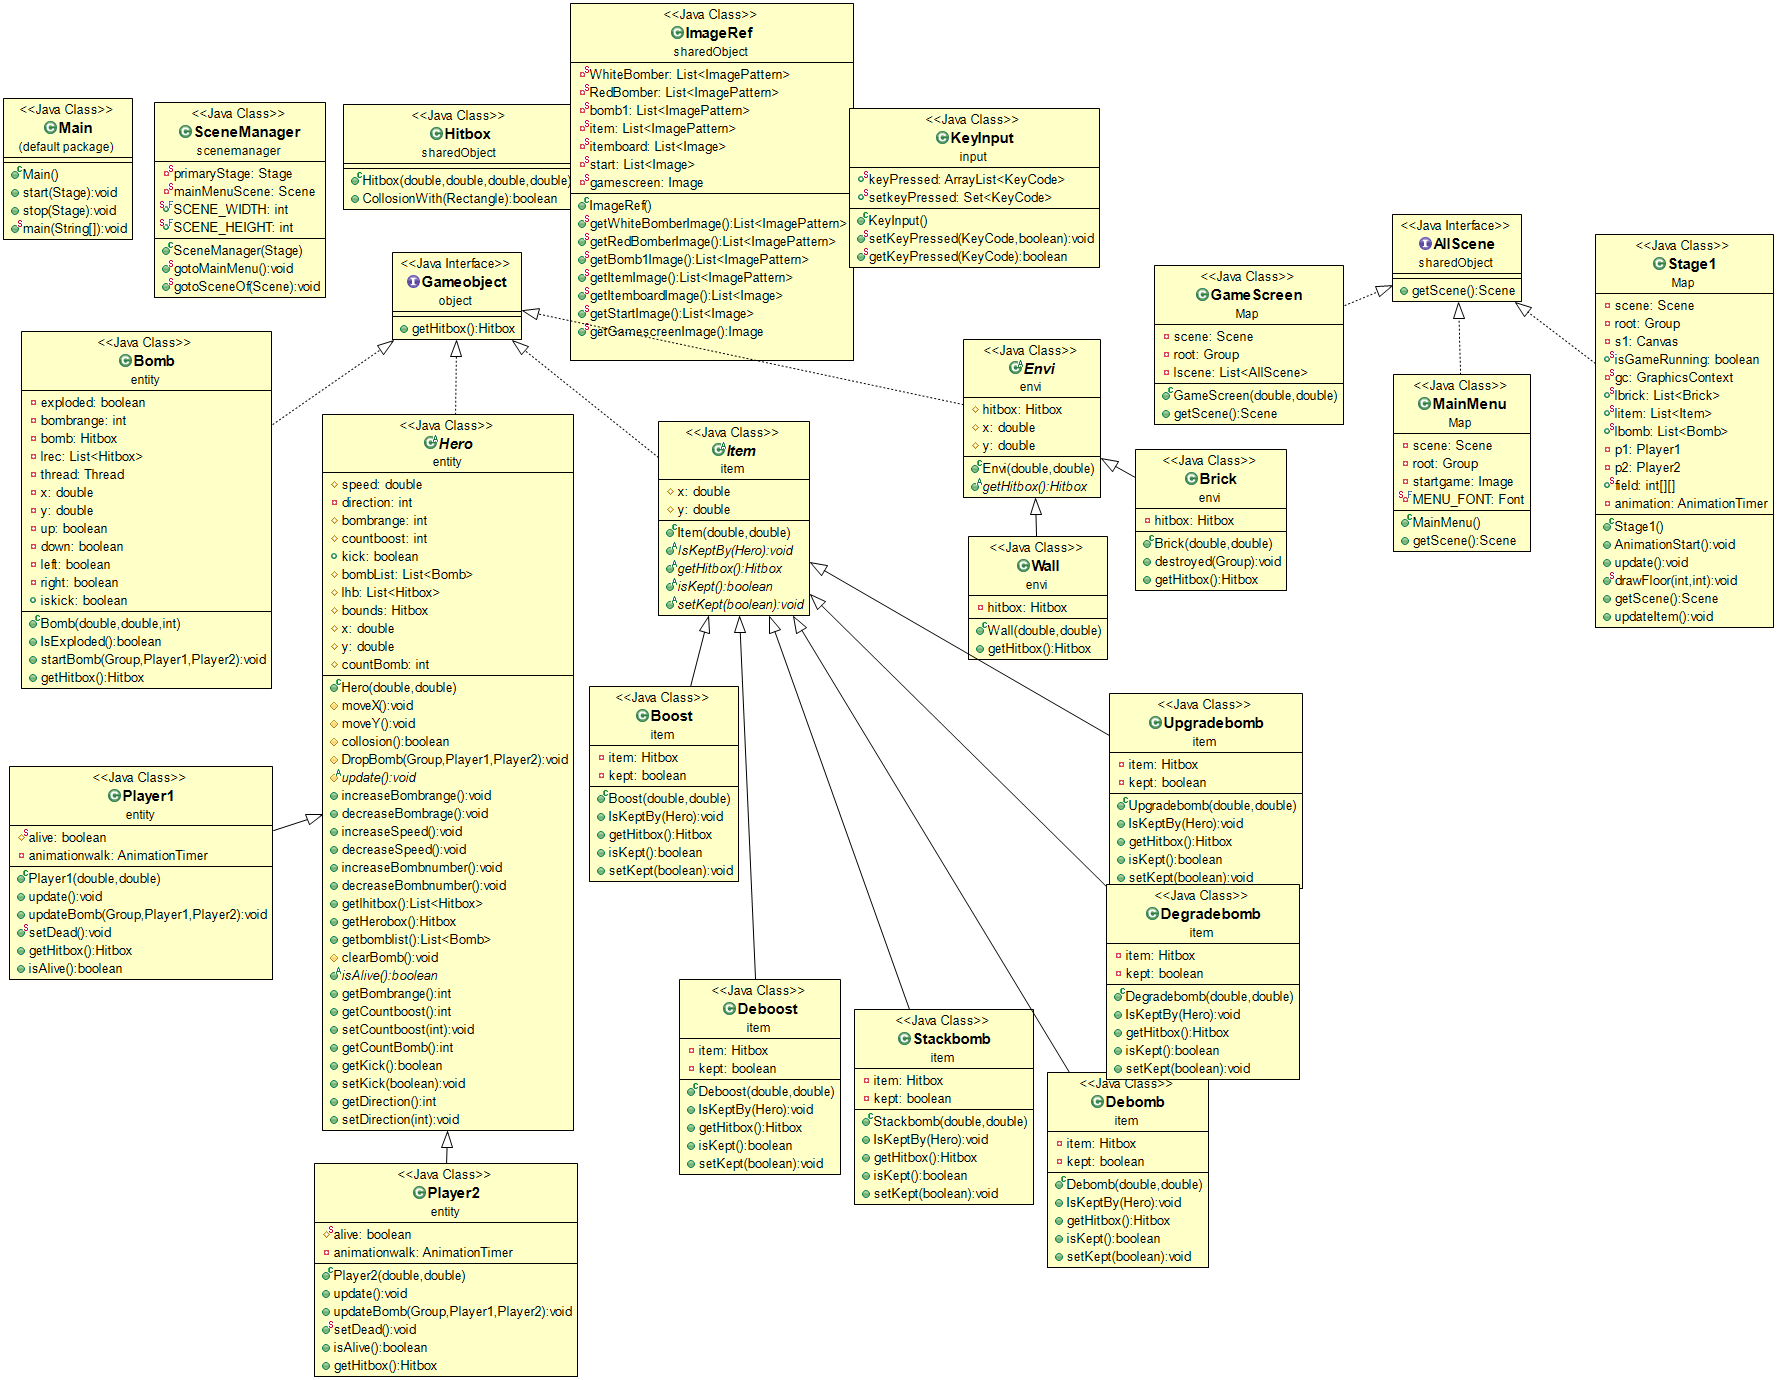 <<Java Class>>
Main
(default package)
Main()
start(Stage):void
stop(Stage):void
main(String[]):void
<<Java Class>>
SceneManager
scenemanager
primaryStage: Stage
mainMenuScene: Scene
SCENE_WIDTH: int
SCENE_HEIGHT: int
SceneManager(Stage)
gotoMainMenu():void
gotoSceneOf(Scene):void
<<Java Class>>
Hitbox
sharedObject
Hitbox(double,double,double,double)
CollosionWith(Rectangle):boolean
<<Java Class>>
ImageRef
sharedObject
WhiteBomber: List<ImagePattern>
RedBomber: List<ImagePattern>
bomb1: List<ImagePattern>
item: List<ImagePattern>
itemboard: List<Image>
start: List<Image>
gamescreen: Image
ImageRef()
getWhiteBomberImage():List<ImagePattern>
getRedBomberImage():List<ImagePattern>
getBomb1Image():List<ImagePattern>
getItemImage():List<ImagePattern>
getItemboardImage():List<Image>
getStartImage():List<Image>
getGamescreenImage():Image
<<Java Class>>
KeyInput
input
keyPressed: ArrayList<KeyCode>
setkeyPressed: Set<KeyCode>
KeyInput()
setKeyPressed(KeyCode,boolean):void
getKeyPressed(KeyCode):boolean
<<Java Interface>>
AllScene
sharedObject
getScene():Scene
<<Java Class>>
Stage1
Map
scene: Scene
root: Group
s1: Canvas
isGameRunning: boolean
gc: GraphicsContext
lbrick: List<Brick>
litem: List<Item>
lbomb: List<Bomb>
p1: Player1
p2: Player2
field: int[][]
animation: AnimationTimer
Stage1()
AnimationStart():void
update():void
drawFloor(int,int):void
getScene():Scene
updateItem():void
<<Java Class>>
GameScreen
Map
scene: Scene
root: Group
lscene: List<AllScene>
GameScreen(double,double)
getScene():Scene
<<Java Class>>
MainMenu
Map
scene: Scene
root: Group
startgame: Image
MENU_FONT: Font
MainMenu()
getScene():Scene
<<Java Interface>>
Gameobject
object
getHitbox():Hitbox
<<Java Class>>
Bomb
entity
exploded: boolean
bombrange: int
bomb: Hitbox
lrec: List<Hitbox>
thread: Thread
x: double
y: double
up: boolean
down: boolean
left: boolean
right: boolean
iskick: boolean
Bomb(double,double,int)
IsExploded():boolean
startBomb(Group,Player1,Player2):void
getHitbox():Hitbox
<<Java Class>>
Hero
entity
speed: double
direction: int
bombrange: int
countboost: int
kick: boolean
bombList: List<Bomb>
lhb: List<Hitbox>
bounds: Hitbox
x: double
y: double
countBomb: int
Hero(double,double)
moveX():void
moveY():void
collosion():boolean
DropBomb(Group,Player1,Player2):void
update():void
increaseBombrange():void
decreaseBombrage():void
increaseSpeed():void
decreaseSpeed():void
increaseBombnumber():void
decreaseBombnumber():void
getlhitbox():List<Hitbox>
getHerobox():Hitbox
getbomblist():List<Bomb>
clearBomb():void
isAlive():boolean
getBombrange():int
getCountboost():int
setCountboost(int):void
getCountBomb():int
getKick():boolean
setKick(boolean):void
getDirection():int
setDirection(int):void
<<Java Class>>
Item
item
x: double
y: double
Item(double,double)
IsKeptBy(Hero):void
getHitbox():Hitbox
isKept():boolean
setKept(boolean):void
<<Java Class>>
Envi
envi
hitbox: Hitbox
x: double
y: double
Envi(double,double)
getHitbox():Hitbox
<<Java Class>>
Brick
envi
hitbox: Hitbox
Brick(double,double)
destroyed(Group):void
getHitbox():Hitbox
<<Java Class>>
Wall
envi
hitbox: Hitbox
Wall(double,double)
getHitbox():Hitbox
<<Java Class>>
Player1
entity
alive: boolean
animationwalk: AnimationTimer
Player1(double,double)
update():void
updateBomb(Group,Player1,Player2):void
setDead():void
getHitbox():Hitbox
isAlive():boolean
<<Java Class>>
Boost
item
item: Hitbox
kept: boolean
Boost(double,double)
IsKeptBy(Hero):void
getHitbox():Hitbox
isKept():boolean
setKept(boolean):void
<<Java Class>>
Upgradebomb
item
item: Hitbox
kept: boolean
Upgradebomb(double,double)
IsKeptBy(Hero):void
getHitbox():Hitbox
isKept():boolean
setKept(boolean):void
<<Java Class>>
Degradebomb
item
item: Hitbox
kept: boolean
Degradebomb(double,double)
IsKeptBy(Hero):void
getHitbox():Hitbox
isKept():boolean
setKept(boolean):void
<<Java Class>>
Deboost
item
item: Hitbox
kept: boolean
Deboost(double,double)
IsKeptBy(Hero):void
getHitbox():Hitbox
isKept():boolean
setKept(boolean):void
<<Java Class>>
Stackbomb
item
item: Hitbox
kept: boolean
Stackbomb(double,double)
IsKeptBy(Hero):void
getHitbox():Hitbox
isKept():boolean
setKept(boolean):void
<<Java Class>>
Debomb
item
item: Hitbox
kept: boolean
Debomb(double,double)
IsKeptBy(Hero):void
getHitbox():Hitbox
isKept():boolean
setKept(boolean):void
<<Java Class>>
Player2
entity
alive: boolean
animationwalk: AnimationTimer
Player2(double,double)
update():void
updateBomb(Group,Player1,Player2):void
setDead():void
isAlive():boolean
getHitbox():Hitbox